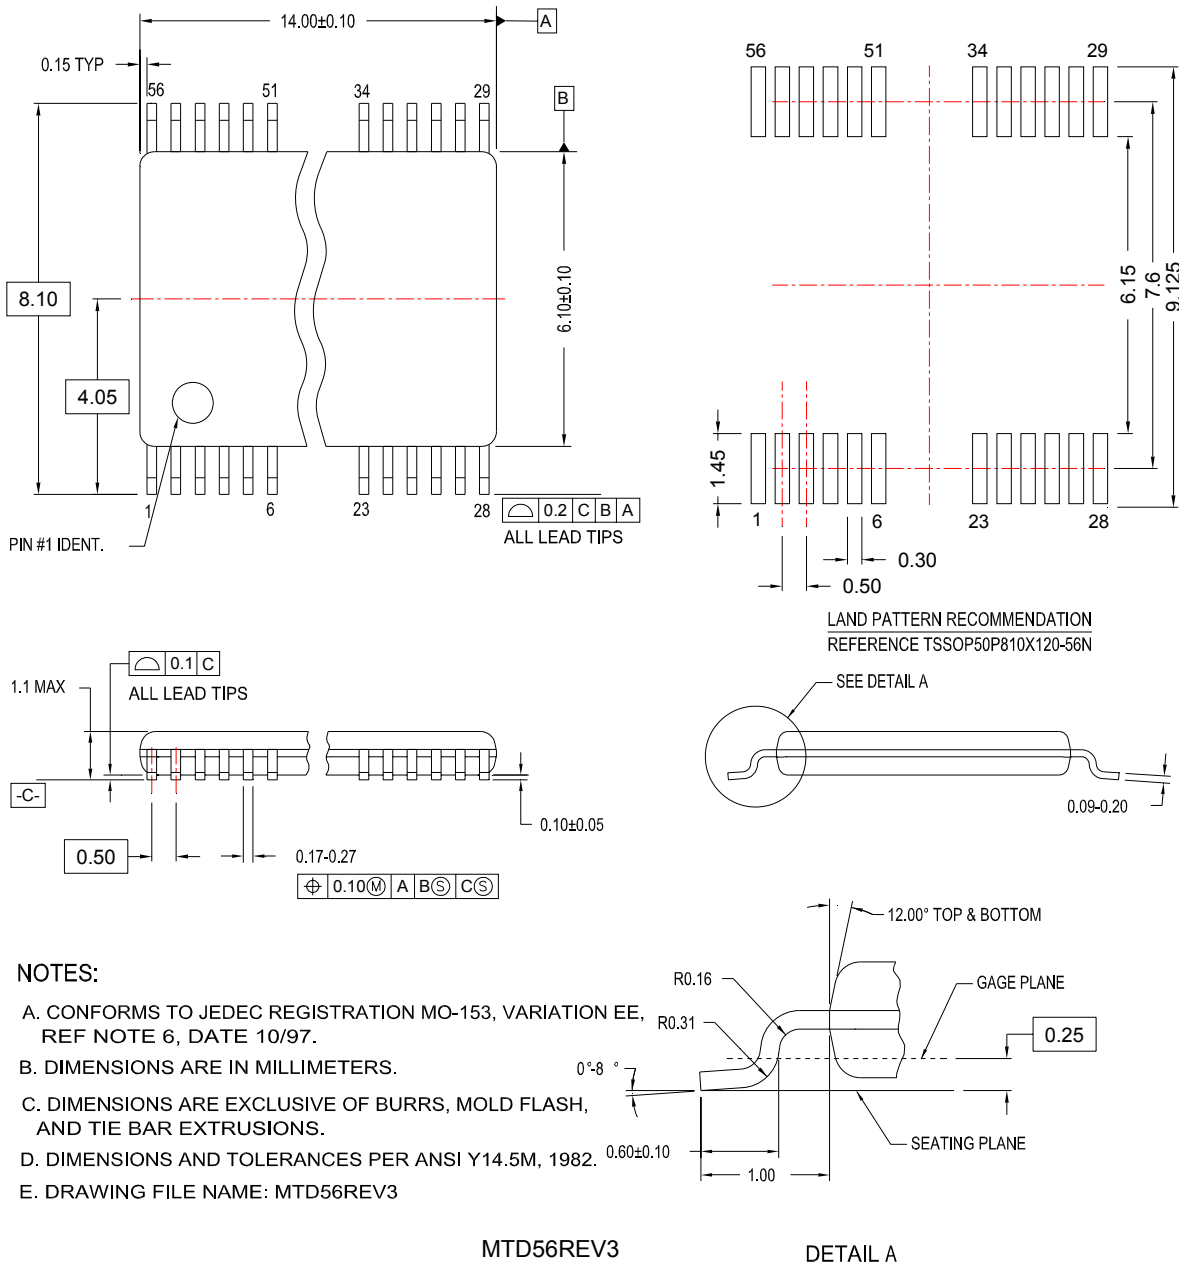 14.00±0.10
A
0.15 TYP
56
51
34
29
B
8.10
4.05
6.10±0.10
1
6
23
28
PIN #1 IDENT.
0.2 C B A
ALL LEAD TIPS
56
51
34
29
6.15
7.6
9.125
1.45
1
6
23
28
0.30
0.50
LAND PATTERN RECOMMENDATION
REFERENCE TSSOP50P810X120-56N
0.1 C
ALL LEAD TIPS
1.1 MAX
-C-
0.50
0.17-0.27
0.10Ⓜ A BⓈ CⓈ
0.10±0.05
SEE DETAIL A
0.09-0.20
12.00° TOP & BOTTOM
R0.16
R0.31
GAGE PLANE
0.25
0°-8°
SEATING PLANE
0.60±0.10
1.00
NOTES:
A. CONFORMS TO JEDEC REGISTRATION MO-153, VARIATION EE,
REF NOTE 6, DATE 10/97.
B. DIMENSIONS ARE IN MILLIMETERS.
C. DIMENSIONS ARE EXCLUSIVE OF BURRS, MOLD FLASH,
AND TIE BAR EXTRUSIONS.
D. DIMENSIONS AND TOLERANCES PER ANSI Y14.5M, 1982.
E. DRAWING FILE NAME: MTD56REV3
MTD56REV3
DETAIL A